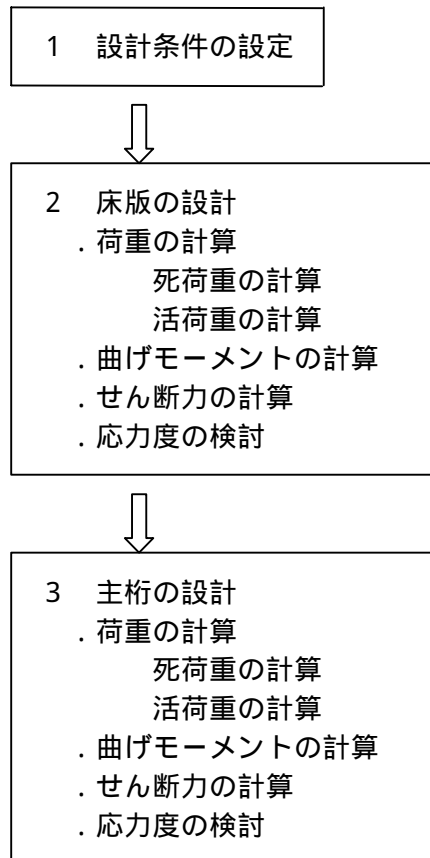 1 設計条件の設定
2 床版の設計
．荷重の計算
死荷重の計算
活荷重の計算
．曲げモーメントの計算
．せん断力の計算
．応力度の検討
3 主桁の設計
．荷重の計算
死荷重の計算
活荷重の計算
．曲げモーメントの計算
．せん断力の計算
．応力度の検討